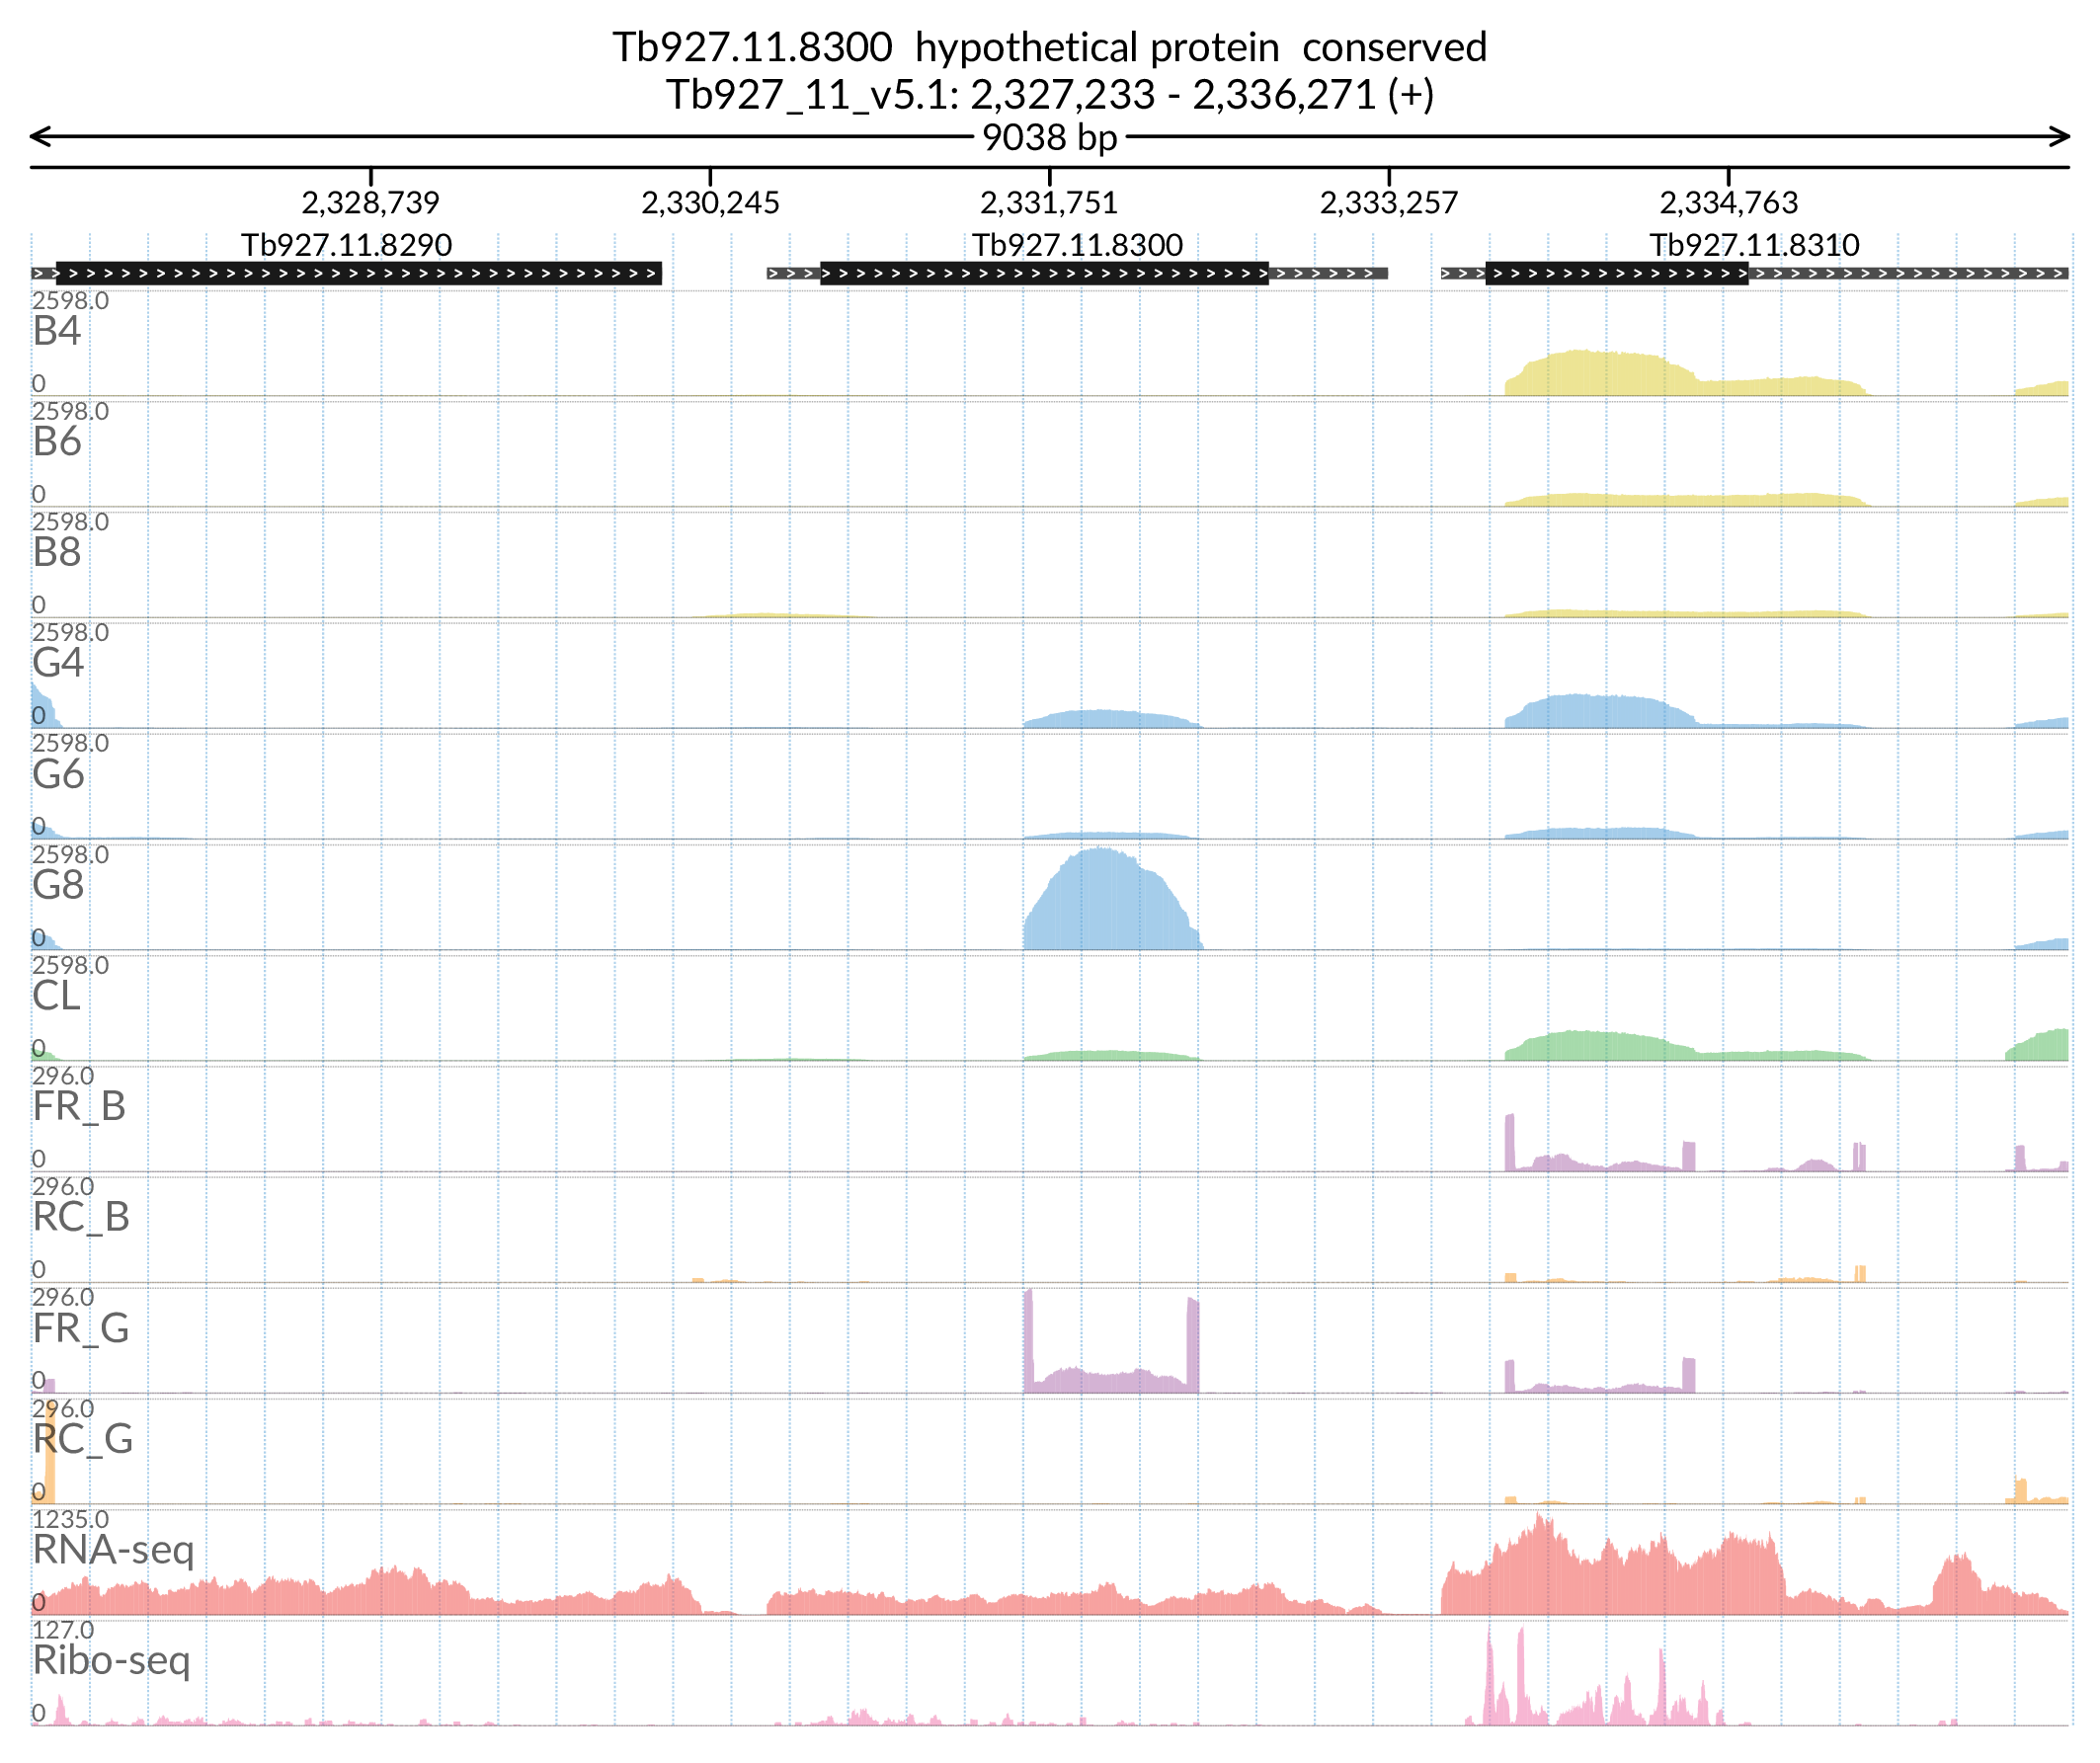 Tb927.11.8300 hypothetical protein conserved
Tb927_11_v5.1: 2,327,233 - 2,336,271 (+)
9038 bp
2,328,739 2,330,245 2,331,751 2,333,257 2,334,763
Tb927.11.8290 Tb927.11.8300 Tb927.11.8310
2598.0
B4
0
2598.0
B6
0
2598.0
B8
0
2598.0
G4
0
2598.0
G6
0
2598.0
G8
0
2598.0
CL
0
296.0
FR_B
0
296.0
RC_B
0
296.0
FR_G
0
296.0
RC_G
0
1235.0
RNA-seq
0
127.0
Ribo-seq
0